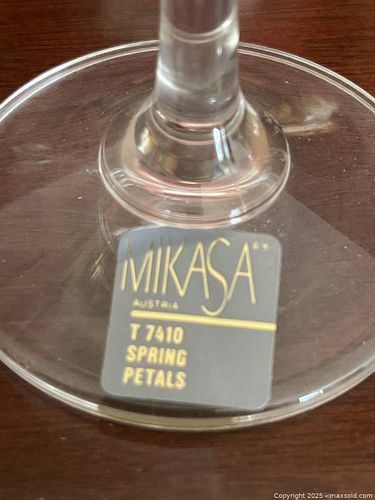 MIKASA
AUSTRIA
T 7410
SPRING
PETALS
Copyright 2025 - maxsold.com